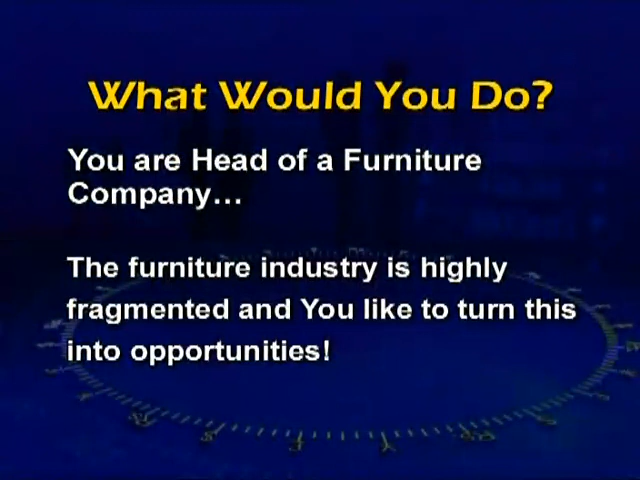 What Would You Do?
You are Head of a Furniture
Company...
The furniture industry is highly
fragmented and You like to turn this
into opportunities!